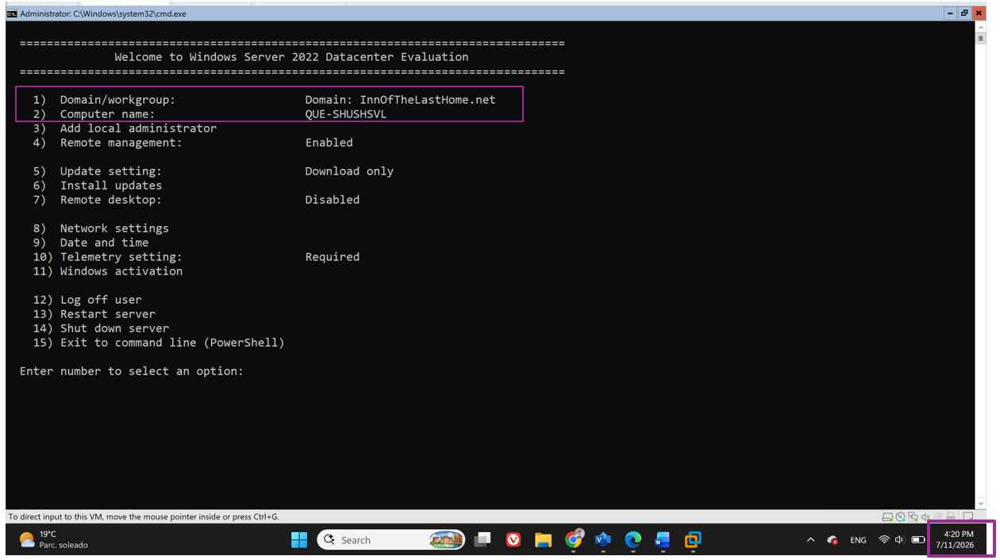 Administrator: C:\Windows\system32\cmd.exe
================================================================================
Welcome to Windows Server 2022 Datacenter Evaluation
================================================================================
1) Domain/workgroup: Domain: InnOfTheLastHome.net
2) Computer name: QUE-SHUSHSVL
3) Add local administrator
4) Remote management: Enabled
5) Update setting: Download only
6) Install updates
7) Remote desktop: Disabled
8) Network settings
9) Date and time
10) Telemetry setting: Required
11) Windows activation
12) Log off user
13) Restart server
14) Shut down server
15) Exit to command line (PowerShell)
Enter number to select an option:
To direct input to this VM, move the mouse pointer inside or press Ctrl+G.
19°C
Parc. soleado
Search
ENG
4:20 PM
7/11/2026